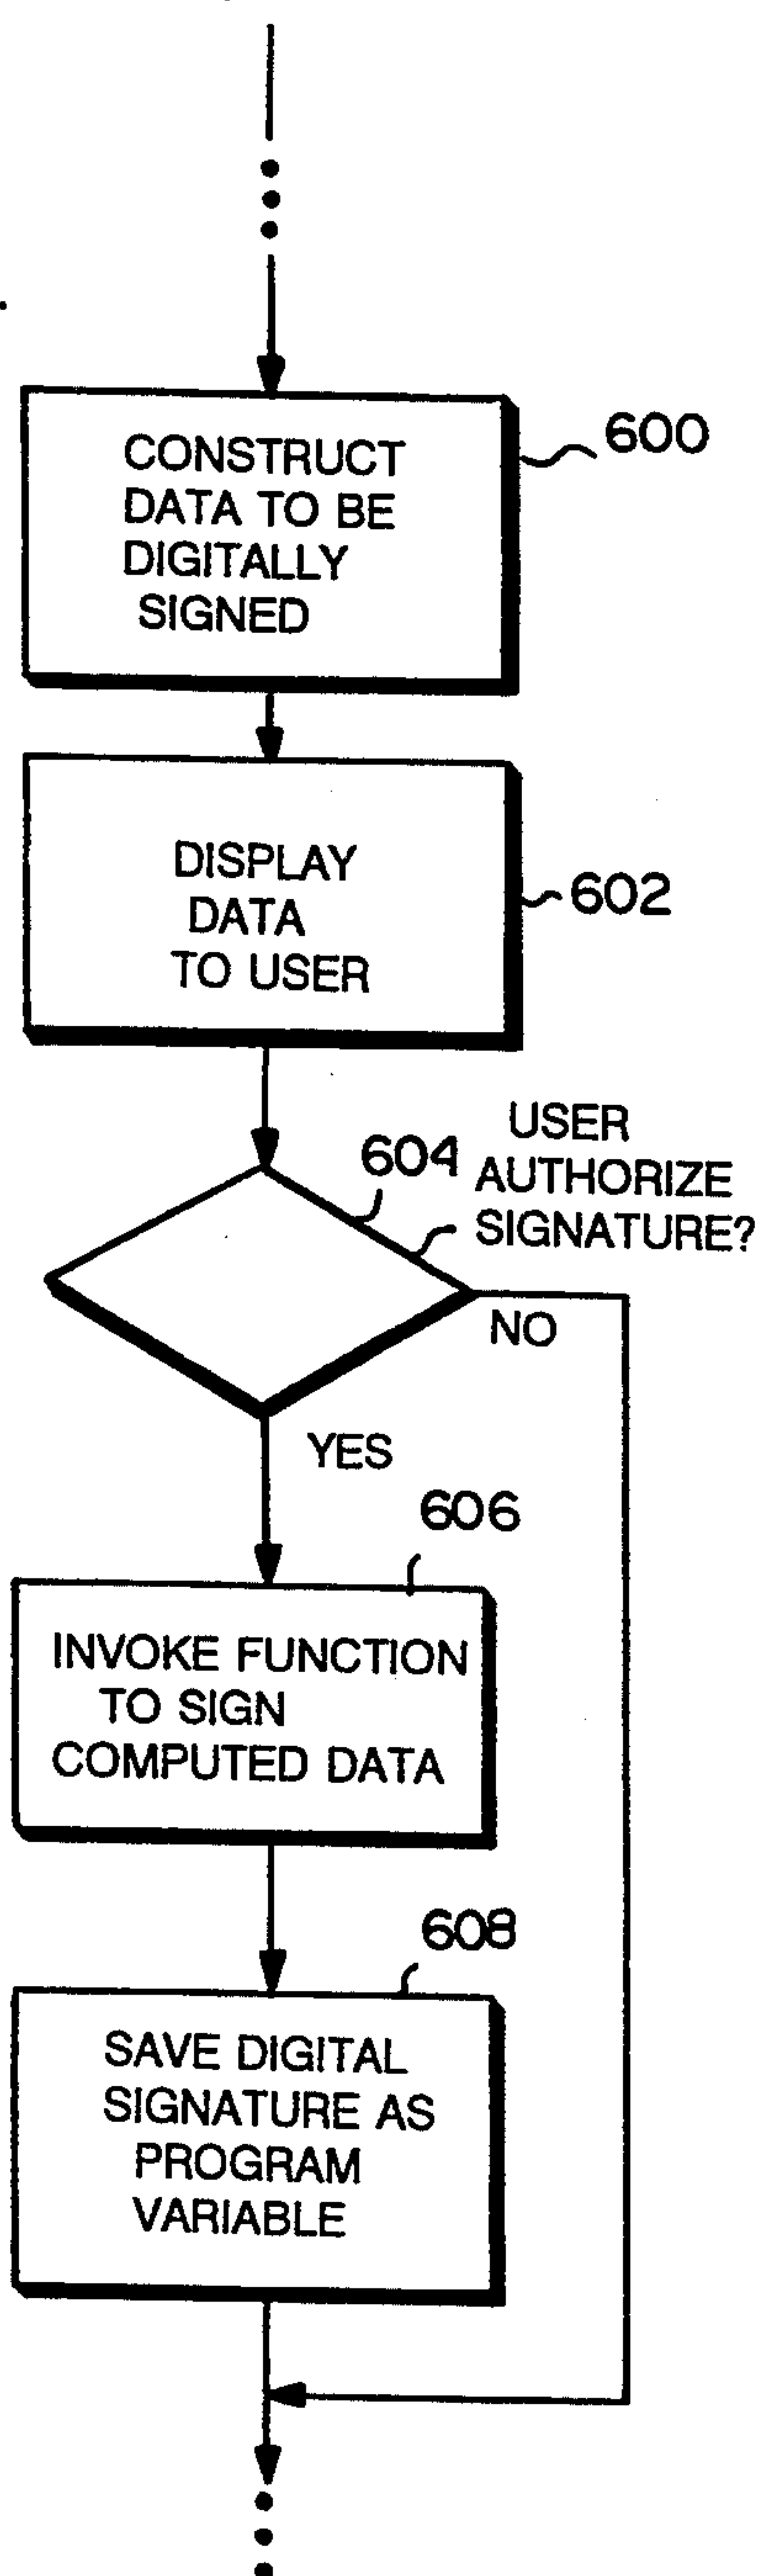 CONSTRUCT
DATA TO BE
DIGITALLY
SIGNED
600
DISPLAY
DATA
TO USER
602
604
USER
AUTHORIZE
SIGNATURE?
NO
YES
606
INVOKE FUNCTION
TO SIGN
COMPUTED DATA
608
SAVE DIGITAL
SIGNATURE AS
PROGRAM
VARIABLE